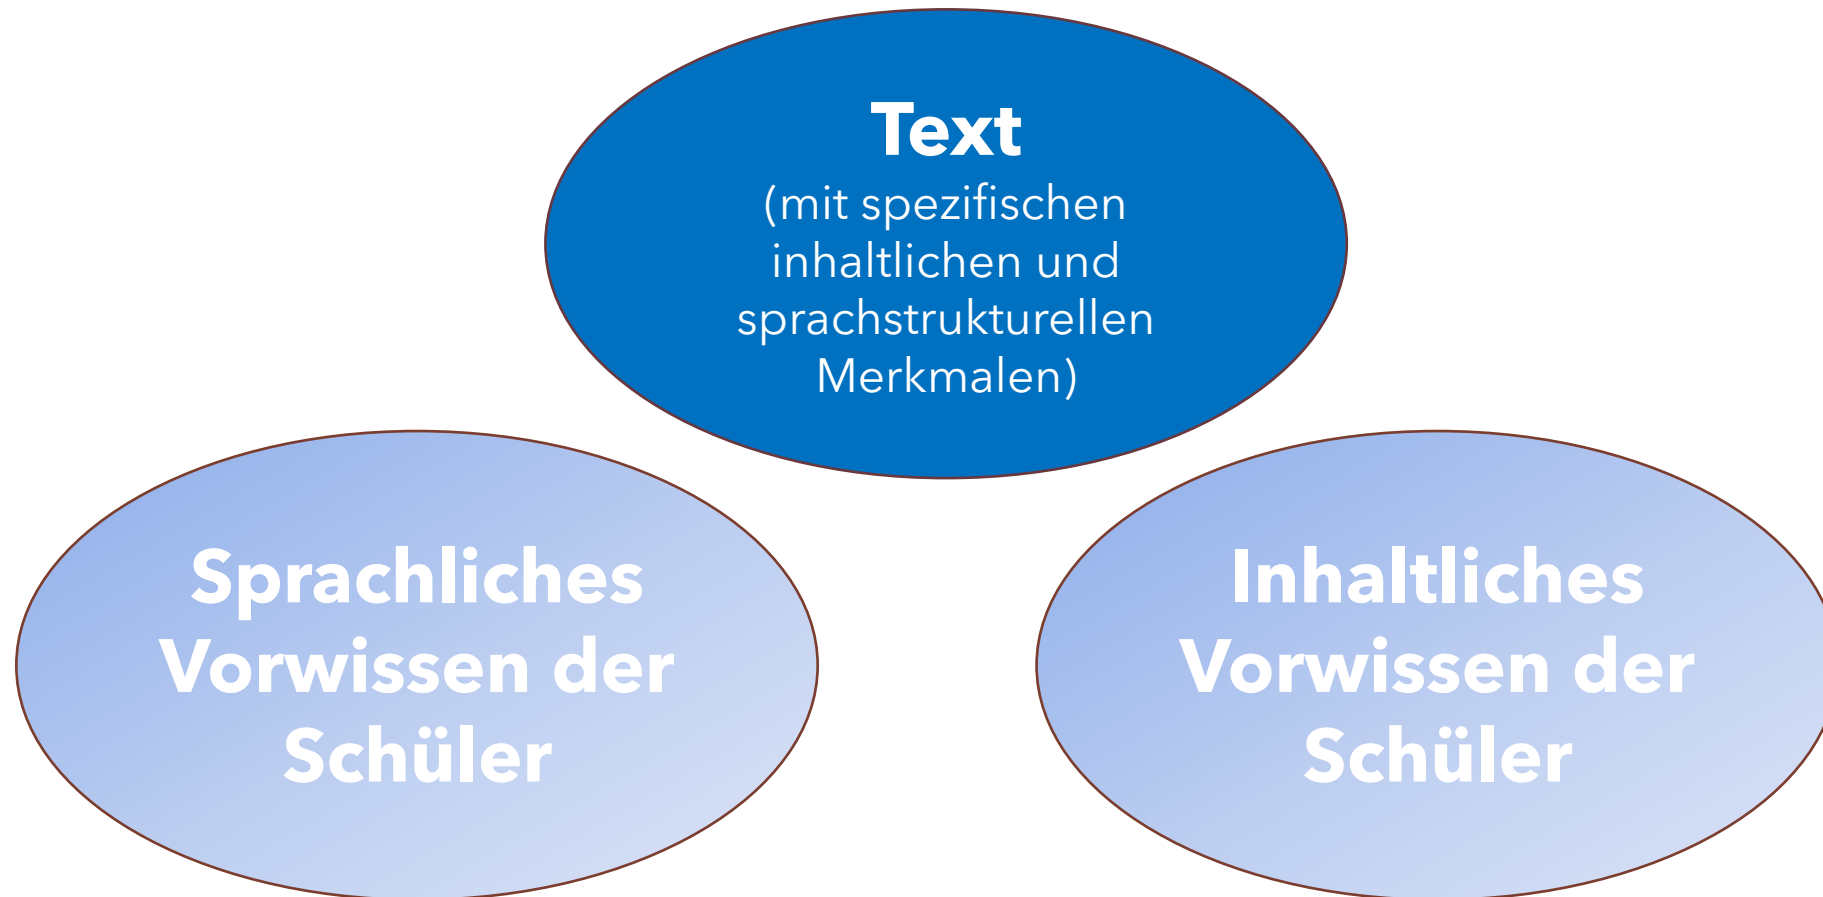 Text
(mit spezifischen
inhaltlichen und
sprachstrukturellen
Merkmalen)
Sprachliches
Vorwissen der
Schüler
Inhaltliches
Vorwissen der
Schüler